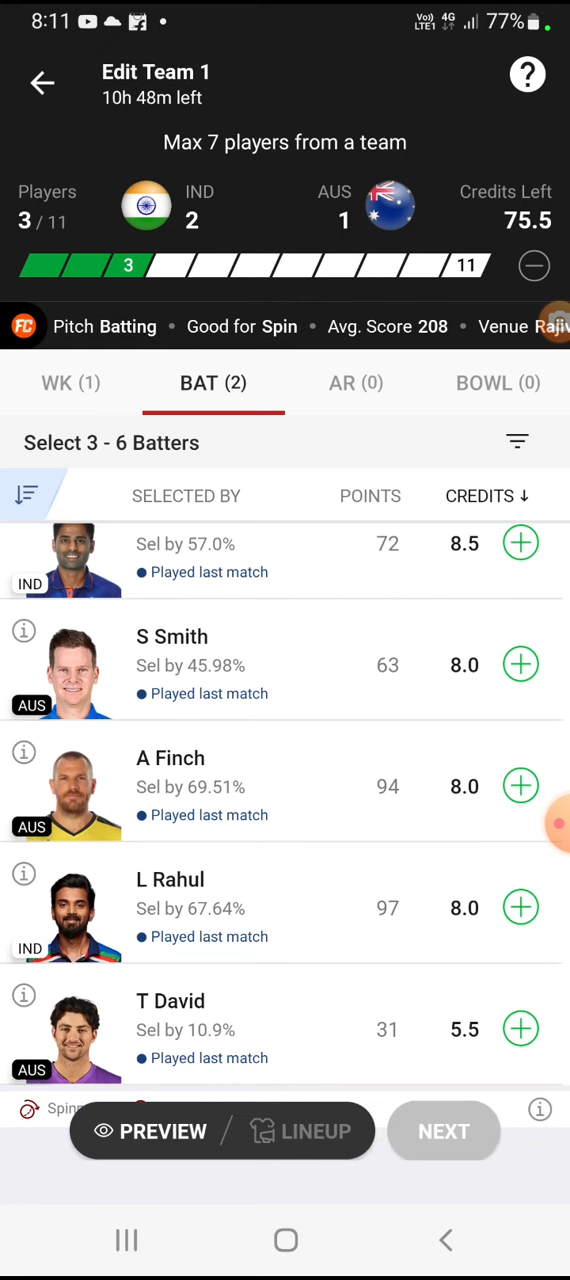 8:11 Vo)) LTE1 4G 77%
Edit Team 1
10h 48m left
?
Max 7 players from a team
Players IND AUS Credits Left
3 / 11 2 1 75.5
3 11
FC Pitch Batting • Good for Spin • Avg. Score 208 • Venue Rajiv
WK (1) BAT (2) AR (0) BOWL (0)
Select 3 - 6 Batters
SELECTED BY POINTS CREDITS ↓
Sel by 57.0% 72 8.5
• Played last match
IND
S Smith
Sel by 45.98% 63 8.0
• Played last match
AUS
A Finch
Sel by 69.51% 94 8.0
• Played last match
AUS
L Rahul
Sel by 67.64% 97 8.0
• Played last match
IND
T David
Sel by 10.9% 31 5.5
• Played last match
AUS
PREVIEW / LINEUP NEXT